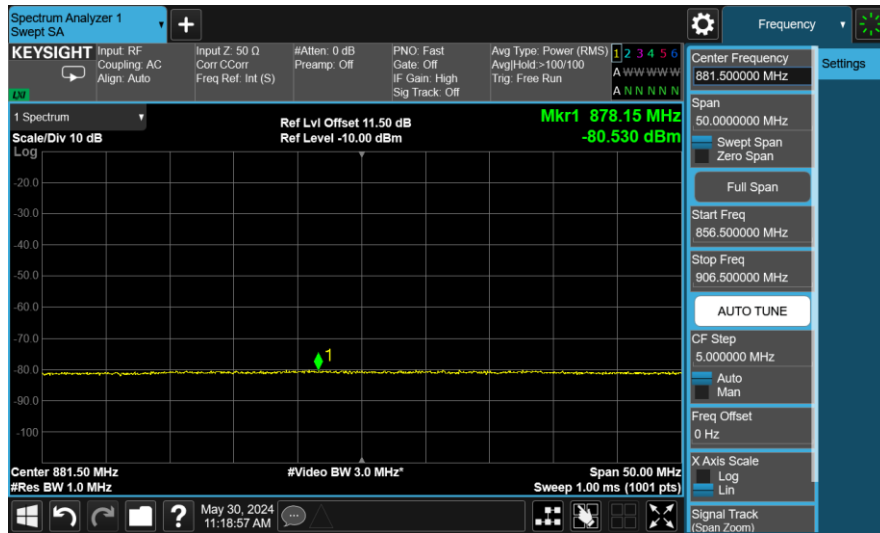 Spectrum Analyzer 1
Swept SA
Frequency
KEYSIGHT
Input: RF
Coupling: AC
Align: Auto
Input Z: 50 Ω
Corr CCorr
Freq Ref: Int (S)
#Atten: 0 dB
Preamp: Off
PNO: Fast
Gate: Off
IF Gain: High
Sig Track: Off
Avg Type: Power (RMS)
Avg|Hold:>100/100
Trig: Free Run
1 2 3 4 5 6
A W W W W W
A N N N N N
LXI
1 Spectrum
Scale/Div 10 dB
Log
Ref Lvl Offset 11.50 dB
Ref Level -10.00 dBm
Mkr1 878.15 MHz
-80.530 dBm
-20.0
-30.0
-40.0
-50.0
-60.0
-70.0
-80.0
-90.0
-100
1
Center 881.50 MHz
#Res BW 1.0 MHz
#Video BW 3.0 MHz*
Span 50.00 MHz
Sweep 1.00 ms (1001 pts)
Center Frequency
881.500000 MHz
Settings
Span
50.0000000 MHz
Swept Span
Zero Span
Full Span
Start Freq
856.500000 MHz
Stop Freq
906.500000 MHz
AUTO TUNE
CF Step
5.000000 MHz
Auto
Man
Freq Offset
0 Hz
X Axis Scale
Log
Lin
Signal Track
(Span Zoom)
?
May 30, 2024
11:18:57 AM